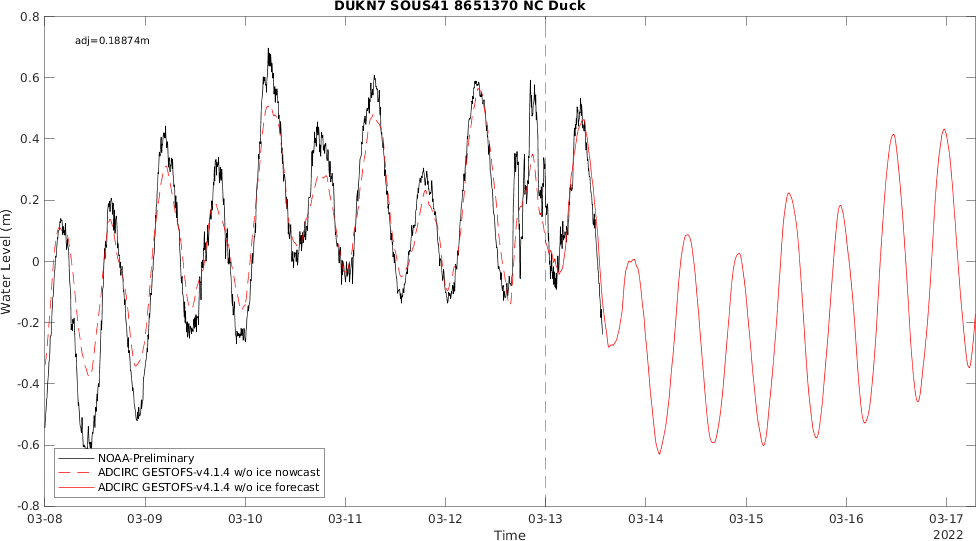 DUKN7 SOUS41 8651370 NC Duck
adj=0.18874m
0.8
0.6
0.4
0.2
0
-0.2
-0.4
-0.6
-0.8
Water Level (m)
NOAA-Preliminary
ADCIRC GESTOFS-v4.1.4 w/o ice nowcast
ADCIRC GESTOFS-v4.1.4 w/o ice forecast
03-08 03-09 03-10 03-11 03-12 03-13 03-14 03-15 03-16 03-17
Time
2022